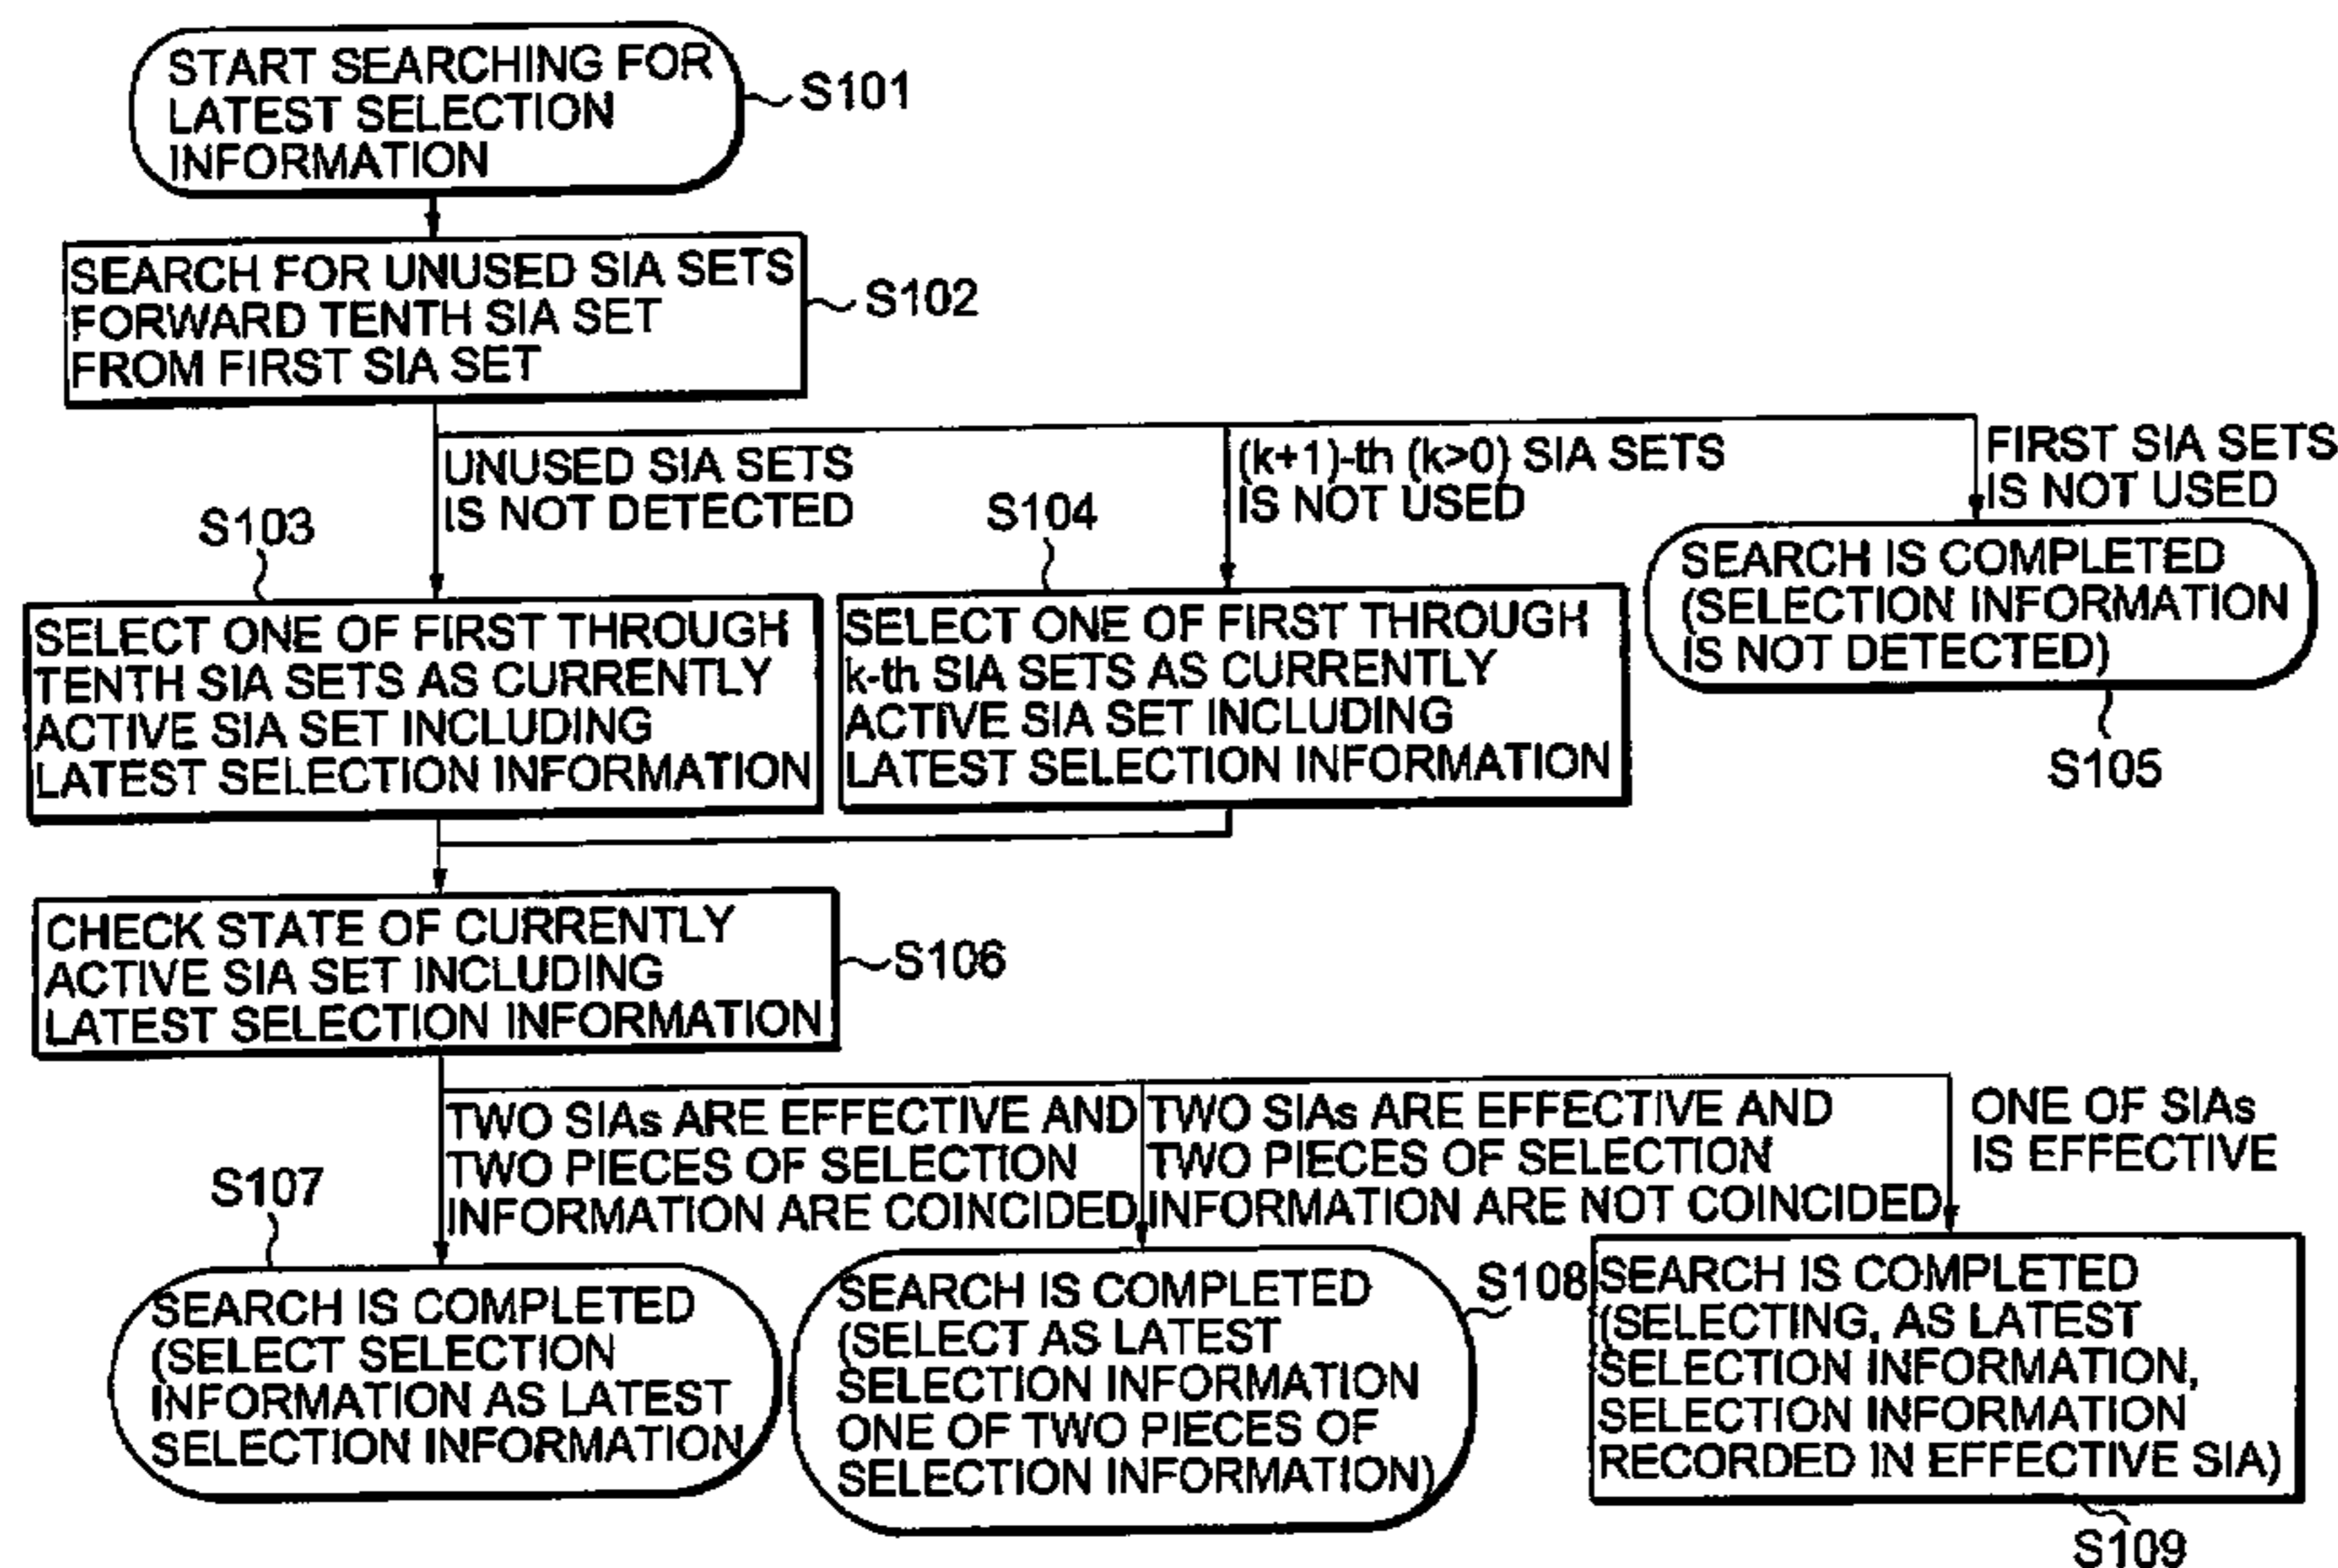 START SEARCHING FOR
LATEST SELECTION
INFORMATION
S101
SEARCH FOR UNUSED SIA SETS
FORWARD TENTH SIA SET
FROM FIRST SIA SET
S102
UNUSED SIA SETS
IS NOT DETECTED
(k+1)-th (k>0) SIA SETS
IS NOT USED
FIRST SIA SETS
IS NOT USED
S103
SELECT ONE OF FIRST THROUGH
TENTH SIA SETS AS CURRENTLY
ACTIVE SIA SET INCLUDING
LATEST SELECTION INFORMATION
S104
SELECT ONE OF FIRST THROUGH
k-th SIA SETS AS CURRENTLY
ACTIVE SIA SET INCLUDING
LATEST SELECTION INFORMATION
SEARCH IS COMPLETED
(SELECTION INFORMATION
IS NOT DETECTED)
S105
CHECK STATE OF CURRENTLY
ACTIVE SIA SET INCLUDING
LATEST SELECTION INFORMATION
S106
TWO SIAs ARE EFFECTIVE AND
TWO PIECES OF SELECTION
INFORMATION ARE COINCIDED
TWO SIAs ARE EFFECTIVE AND
TWO PIECES OF SELECTION
INFORMATION ARE NOT COINCIDED
ONE OF SIAs
IS EFFECTIVE
S107
SEARCH IS COMPLETED
(SELECT SELECTION
INFORMATION AS LATEST
SELECTION INFORMATION
SEARCH IS COMPLETED
(SELECT AS LATEST
SELECTION INFORMATION
ONE OF TWO PIECES OF
SELECTION INFORMATION)
S108
SEARCH IS COMPLETED
(SELECTING, AS LATEST
SELECTION INFORMATION,
SELECTION INFORMATION
RECORDED IN EFFECTIVE SIA)
S109